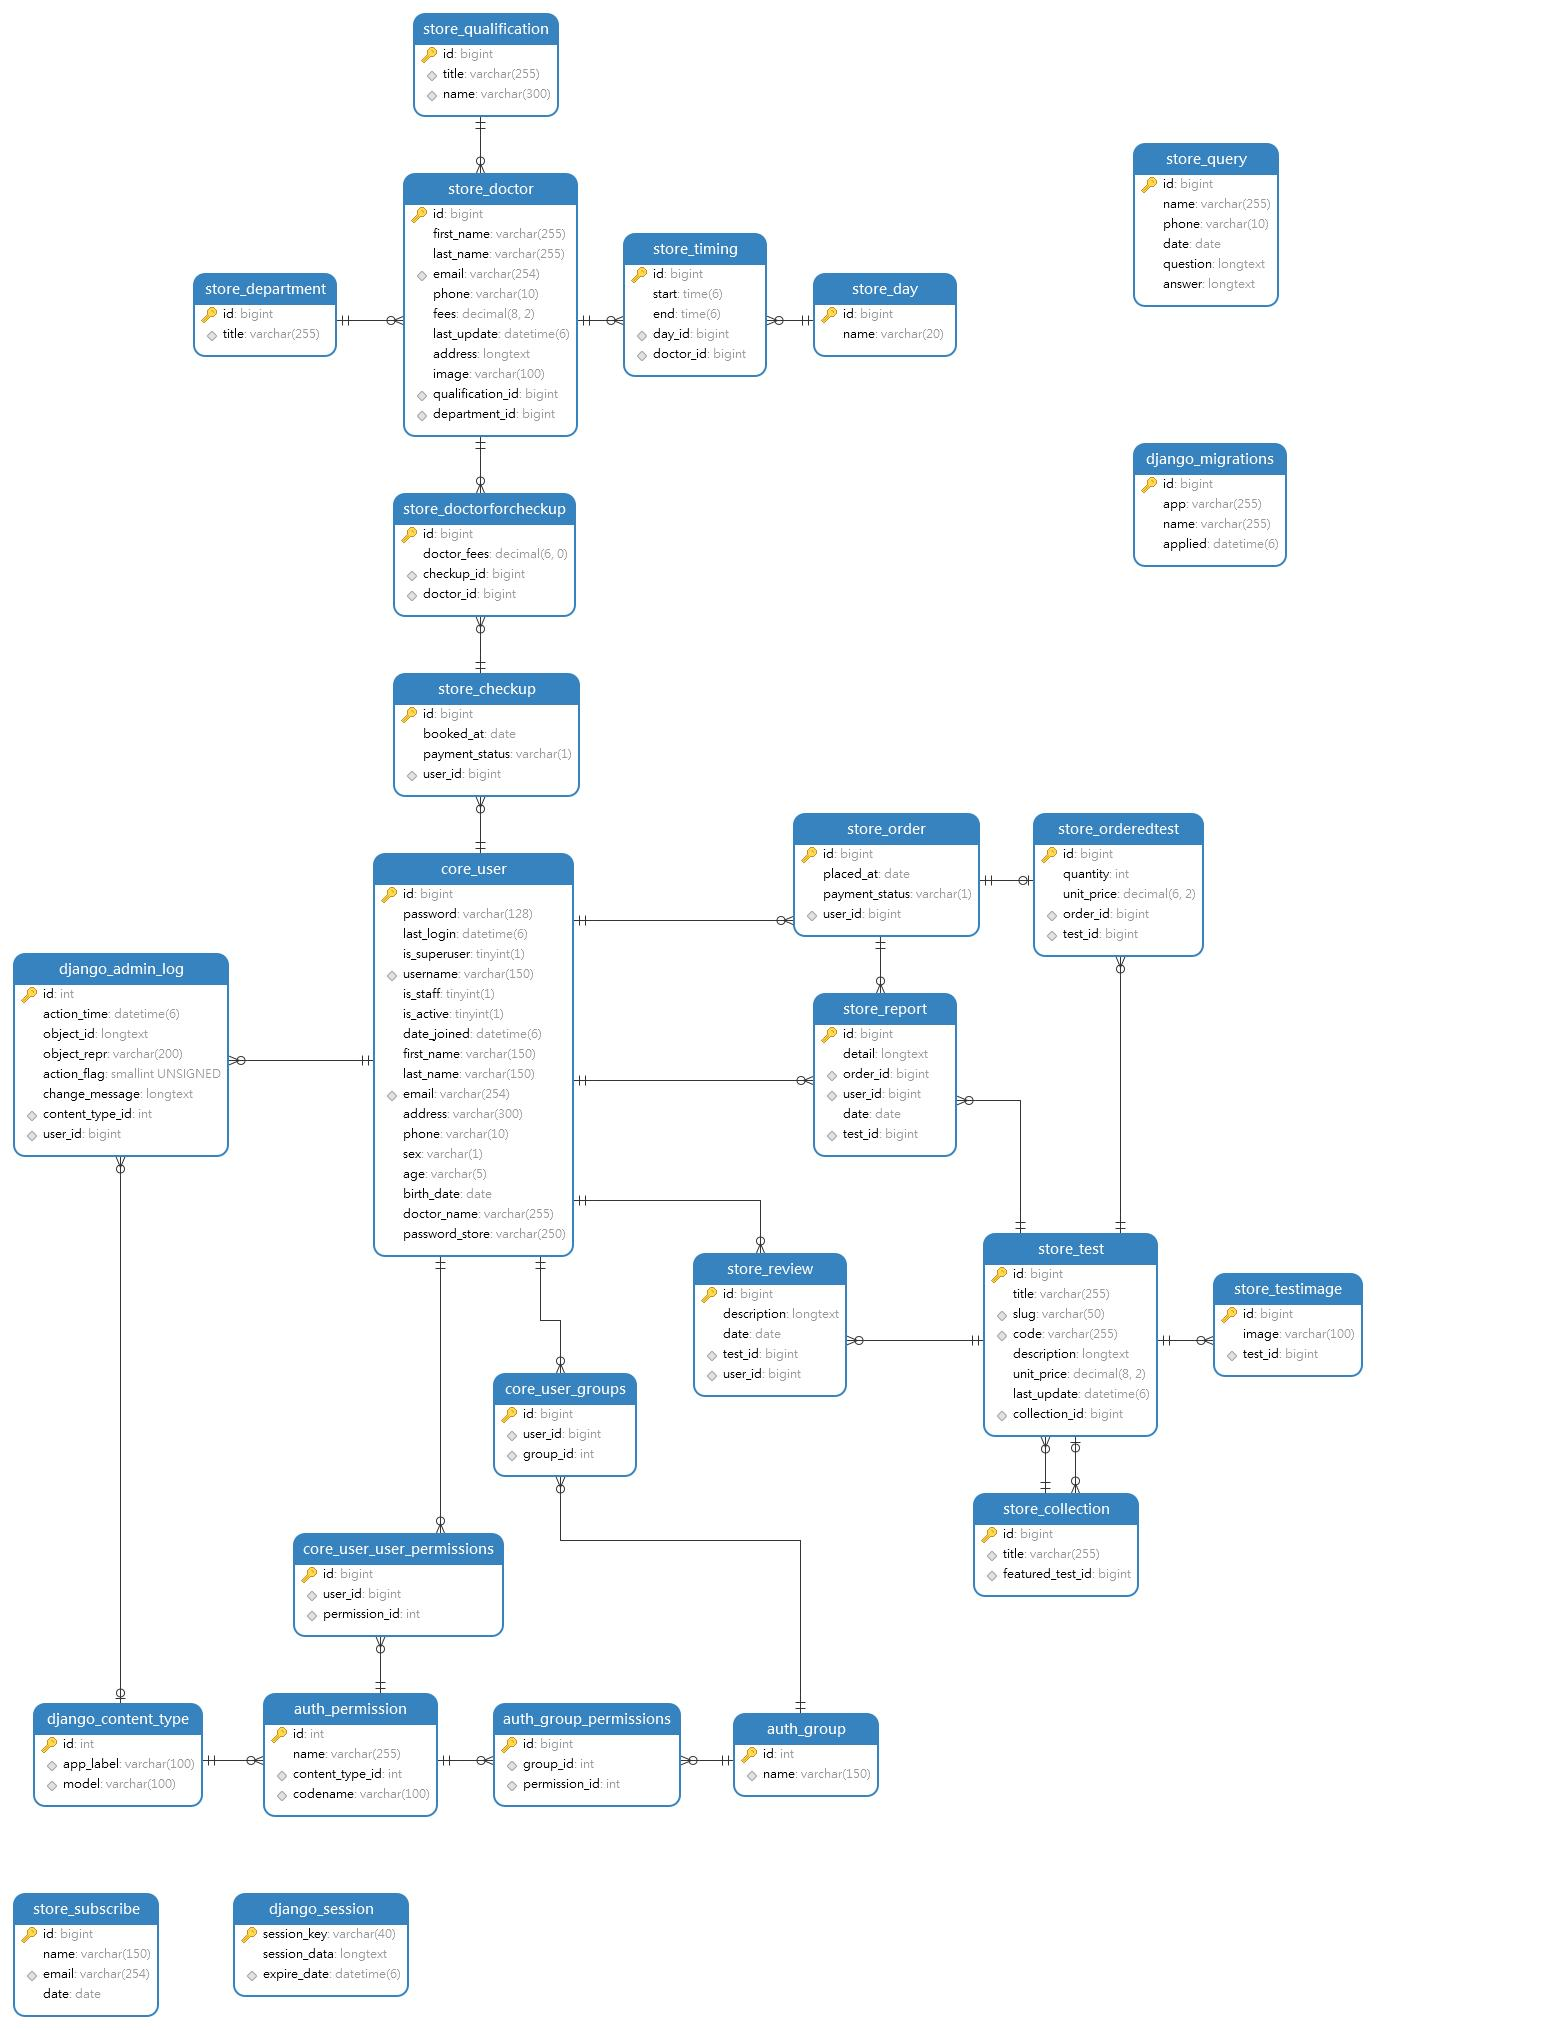 store_qualification
id: bigint
title: varchar(255)
name: varchar(300)
store_query
id: bigint
name: varchar(255)
phone: varchar(10)
date: date
question: longtext
answer: longtext
store_doctor
id: bigint
first_name: varchar(255)
last_name: varchar(255)
email: varchar(254)
phone: varchar(10)
fees: decimal(8, 2)
last_update: datetime(6)
address: longtext
image: varchar(100)
qualification_id: bigint
department_id: bigint
store_timing
id: bigint
start: time(6)
end: time(6)
day_id: bigint
doctor_id: bigint
store_department
id: bigint
title: varchar(255)
store_day
id: bigint
name: varchar(20)
django_migrations
id: bigint
app: varchar(255)
name: varchar(255)
applied: datetime(6)
store_doctorforcheckup
id: bigint
doctor_fees: decimal(6, 0)
checkup_id: bigint
doctor_id: bigint
store_checkup
id: bigint
booked_at: date
payment_status: varchar(1)
user_id: bigint
store_order
id: bigint
placed_at: date
payment_status: varchar(1)
user_id: bigint
store_orderedtest
id: bigint
quantity: int
unit_price: decimal(6, 2)
order_id: bigint
test_id: bigint
core_user
id: bigint
password: varchar(128)
last_login: datetime(6)
is_superuser: tinyint(1)
username: varchar(150)
is_staff: tinyint(1)
is_active: tinyint(1)
date_joined: datetime(6)
first_name: varchar(150)
last_name: varchar(150)
email: varchar(254)
address: varchar(300)
phone: varchar(10)
sex: varchar(1)
age: varchar(5)
birth_date: date
doctor_name: varchar(255)
password_store: varchar(250)
django_admin_log
id: int
action_time: datetime(6)
object_id: longtext
object_repr: varchar(200)
action_flag: smallint UNSIGNED
change_message: longtext
content_type_id: int
user_id: bigint
store_report
id: bigint
detail: longtext
order_id: bigint
user_id: bigint
date: date
test_id: bigint
store_test
id: bigint
title: varchar(255)
slug: varchar(50)
code: varchar(255)
description: longtext
unit_price: decimal(8, 2)
last_update: datetime(6)
collection_id: bigint
store_review
id: bigint
description: longtext
date: date
test_id: bigint
user_id: bigint
store_testimage
id: bigint
image: varchar(100)
test_id: bigint
core_user_groups
id: bigint
user_id: bigint
group_id: int
store_collection
id: bigint
title: varchar(255)
featured_test_id: bigint
core_user_user_permissions
id: bigint
user_id: bigint
permission_id: int
django_content_type
id: int
app_label: varchar(100)
model: varchar(100)
auth_permission
id: int
name: varchar(255)
content_type_id: int
codename: varchar(100)
auth_group_permissions
id: bigint
group_id: int
permission_id: int
auth_group
id: int
name: varchar(150)
store_subscribe
id: bigint
name: varchar(150)
email: varchar(254)
date: date
django_session
session_key: varchar(40)
session_data: longtext
expire_date: datetime(6)